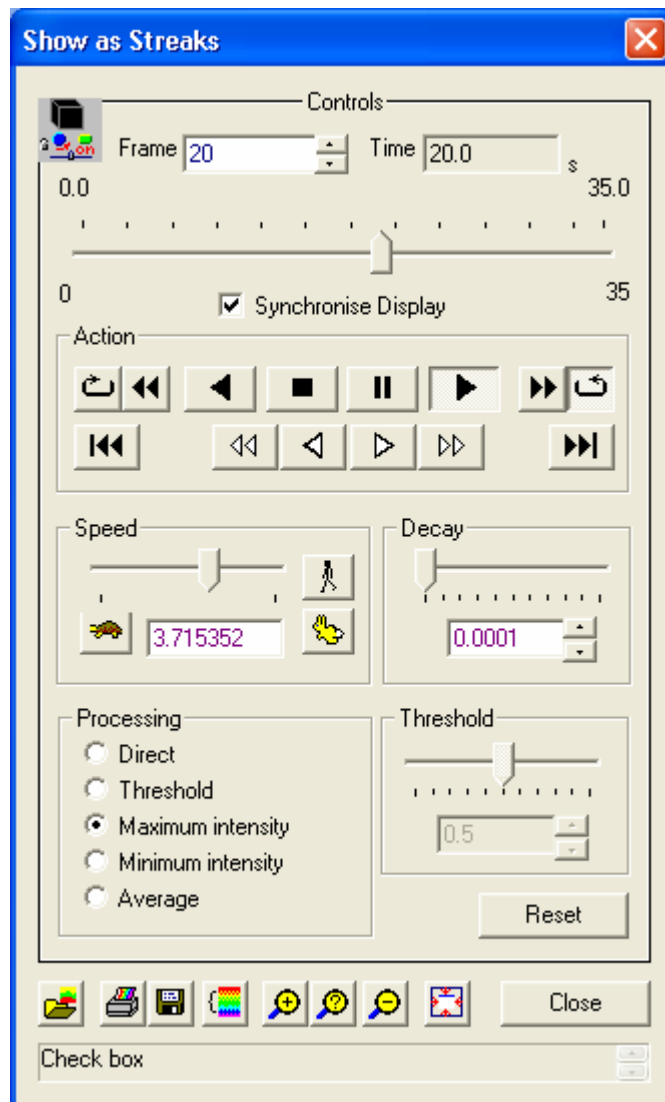 Show as Streaks
Controls
Frame 20 Time 20.0 s
0.0 35.0
0 35
Synchronise Display
Action
Speed Decay
3.715352 0.0001
Processing Threshold
Direct
Threshold
Maximum intensity
0.5
Minimum intensity
Average
Reset
Close
Check box